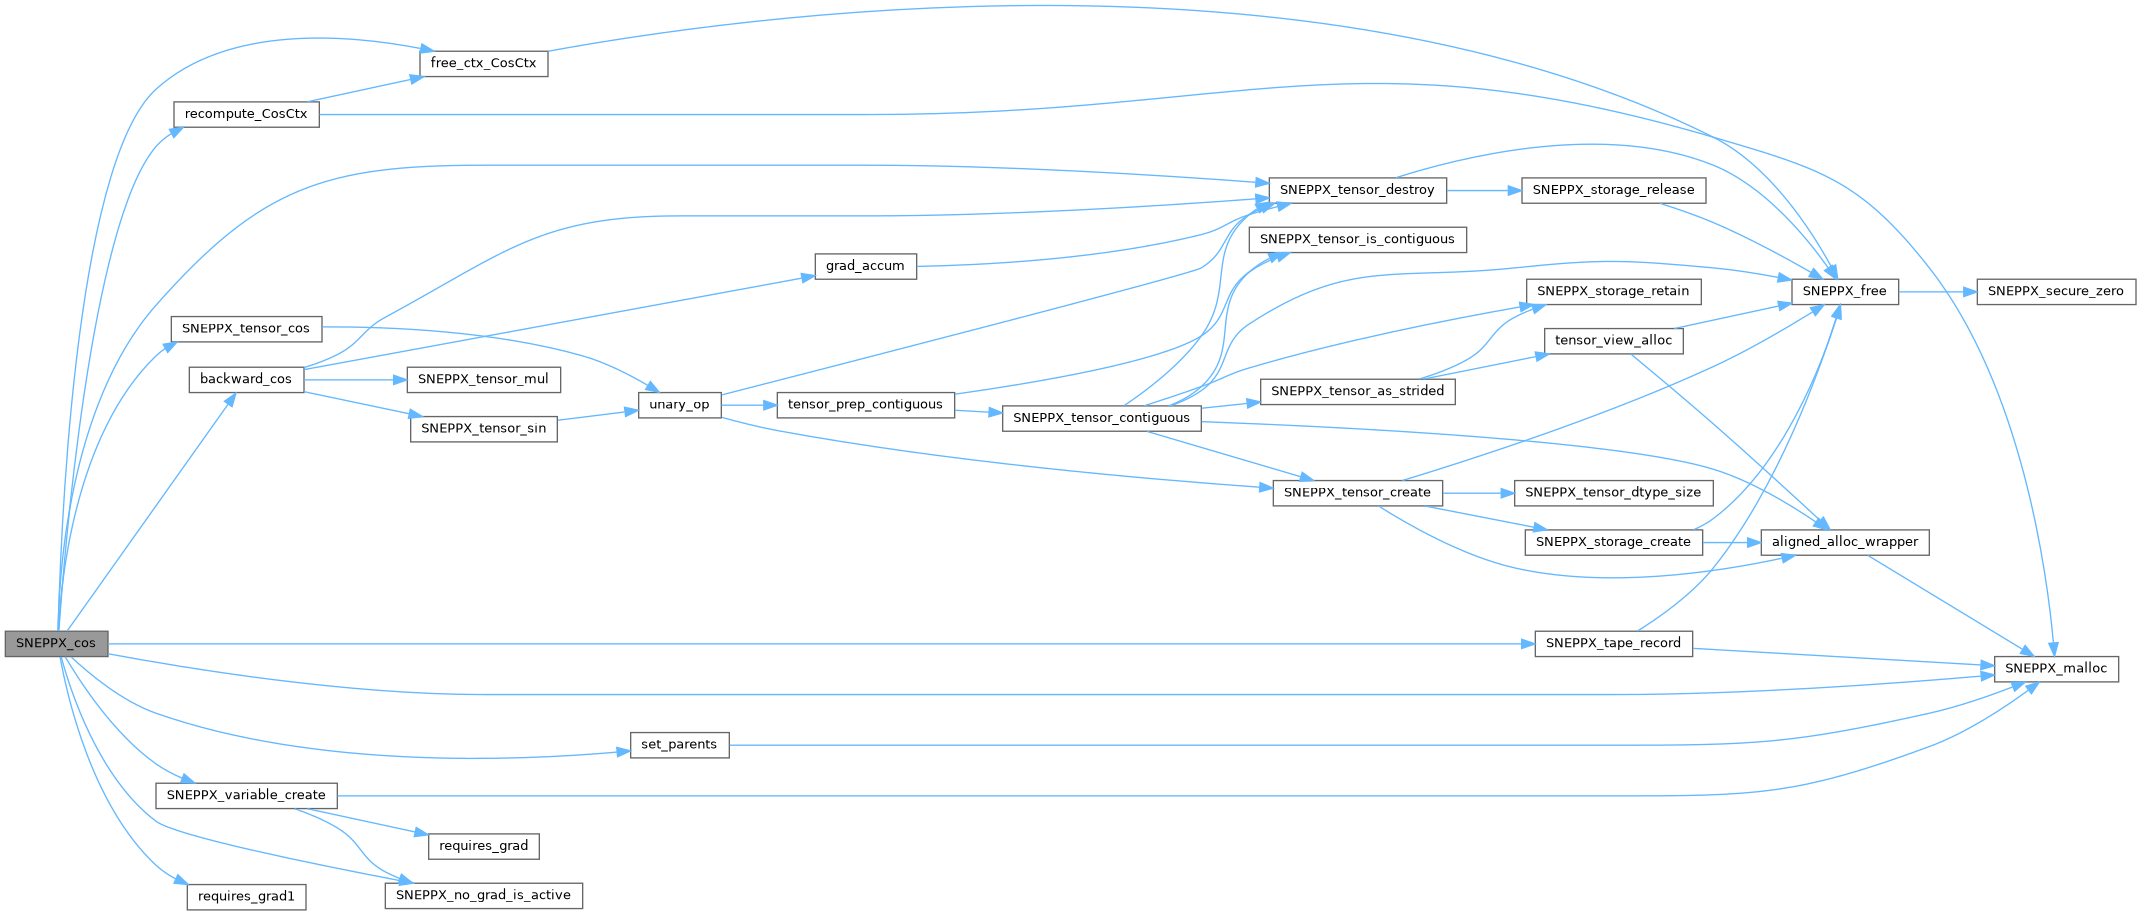 free_ctx_CosCtx
recompute_CosCtx
SNEPPX_tensor_destroy
SNEPPX_storage_release
SNEPPX_tensor_is_contiguous
grad_accum
SNEPPX_storage_retain
SNEPPX_free
SNEPPX_secure_zero
SNEPPX_tensor_cos
tensor_view_alloc
backward_cos
SNEPPX_tensor_mul
SNEPPX_tensor_as_strided
unary_op
tensor_prep_contiguous
SNEPPX_tensor_contiguous
SNEPPX_tensor_sin
SNEPPX_tensor_create
SNEPPX_tensor_dtype_size
SNEPPX_storage_create
aligned_alloc_wrapper
SNEPPX_cos
SNEPPX_tape_record
SNEPPX_malloc
set_parents
SNEPPX_variable_create
requires_grad
SNEPPX_no_grad_is_active
requires_grad1